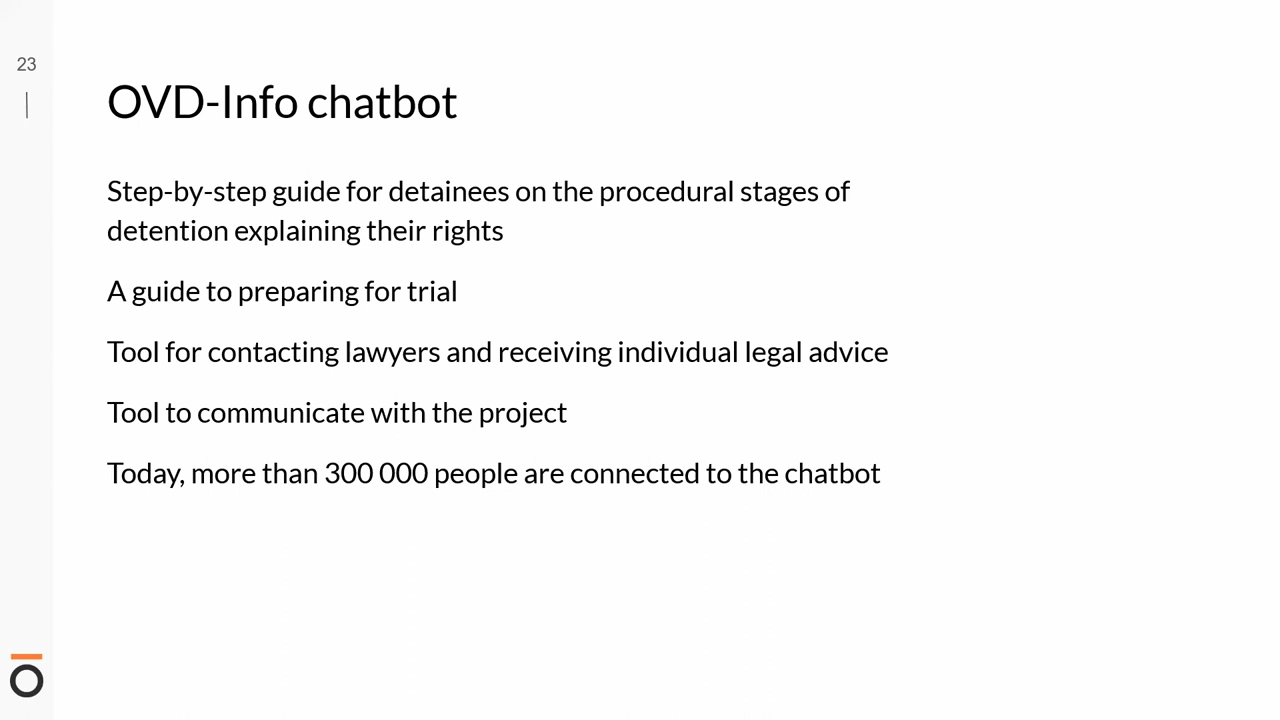 23
OVD-Info chatbot
Step-by-step guide for detainees on the procedural stages of
detention explaining their rights
A guide to preparing for trial
Tool for contacting lawyers and receiving individual legal advice
Tool to communicate with the project
Today, more than 300 000 people are connected to the chatbot